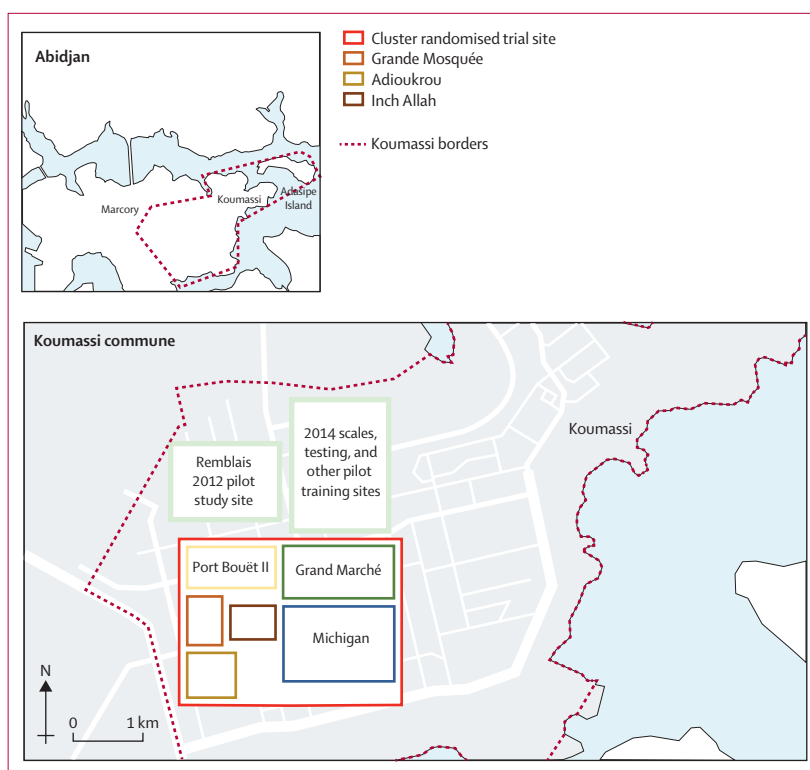 Abidjan
Marcory
Koumassi
Adasipe
Island
Cluster randomised trial site
Grande Mosquée
Adioukrou
Inch Allah
Koumassi borders
Koumassi commune
Remblais
2012 pilot
study site
2014 scales,
testing, and
other pilot
training sites
Koumassi
Port Bouët II
Grand Marché
Michigan
N
0 1 km